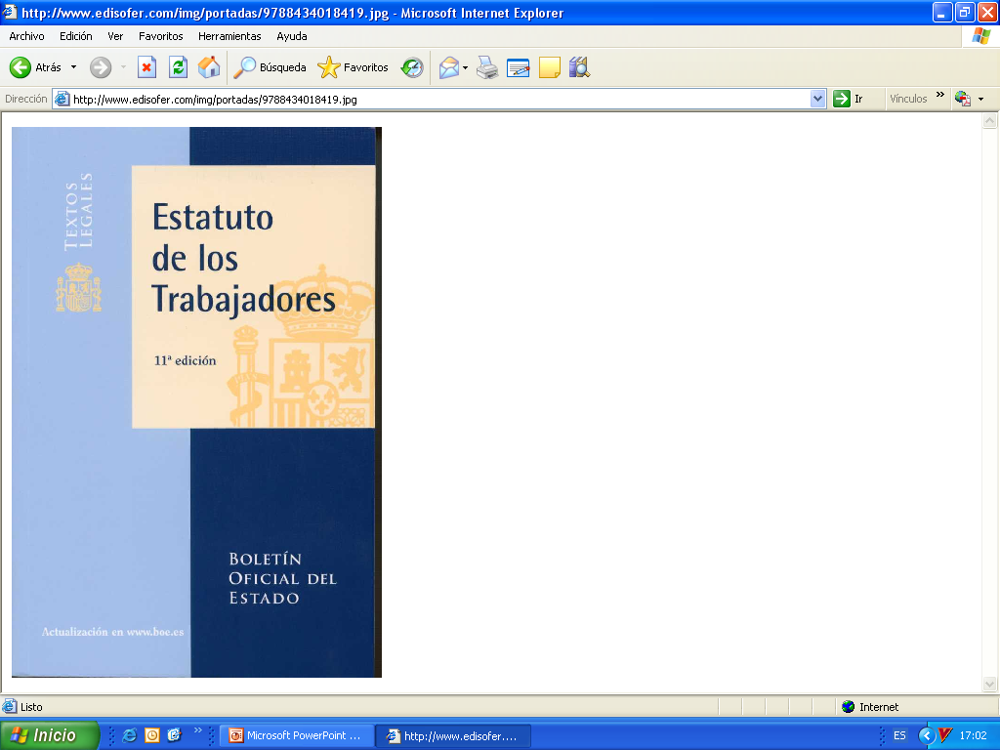 http://www.edisofer.com/img/portadas/9788434018419.jpg - Microsoft Internet Explorer
Archivo Edición Ver Favoritos Herramientas Ayuda
Atrás Búsqueda Favoritos
Dirección http://www.edisofer.com/img/portadas/9788434018419.jpg Ir Vínculos »
TEXTOS
LEGALES
Estatuto
de los
Trabajadores
11ª edición
BOLETÍN
OFICIAL DEL
ESTADO
Actualización en www.boe.es
Listo Internet
Inicio » Microsoft PowerPoint ... http://www.edisofer.... ES 17:02